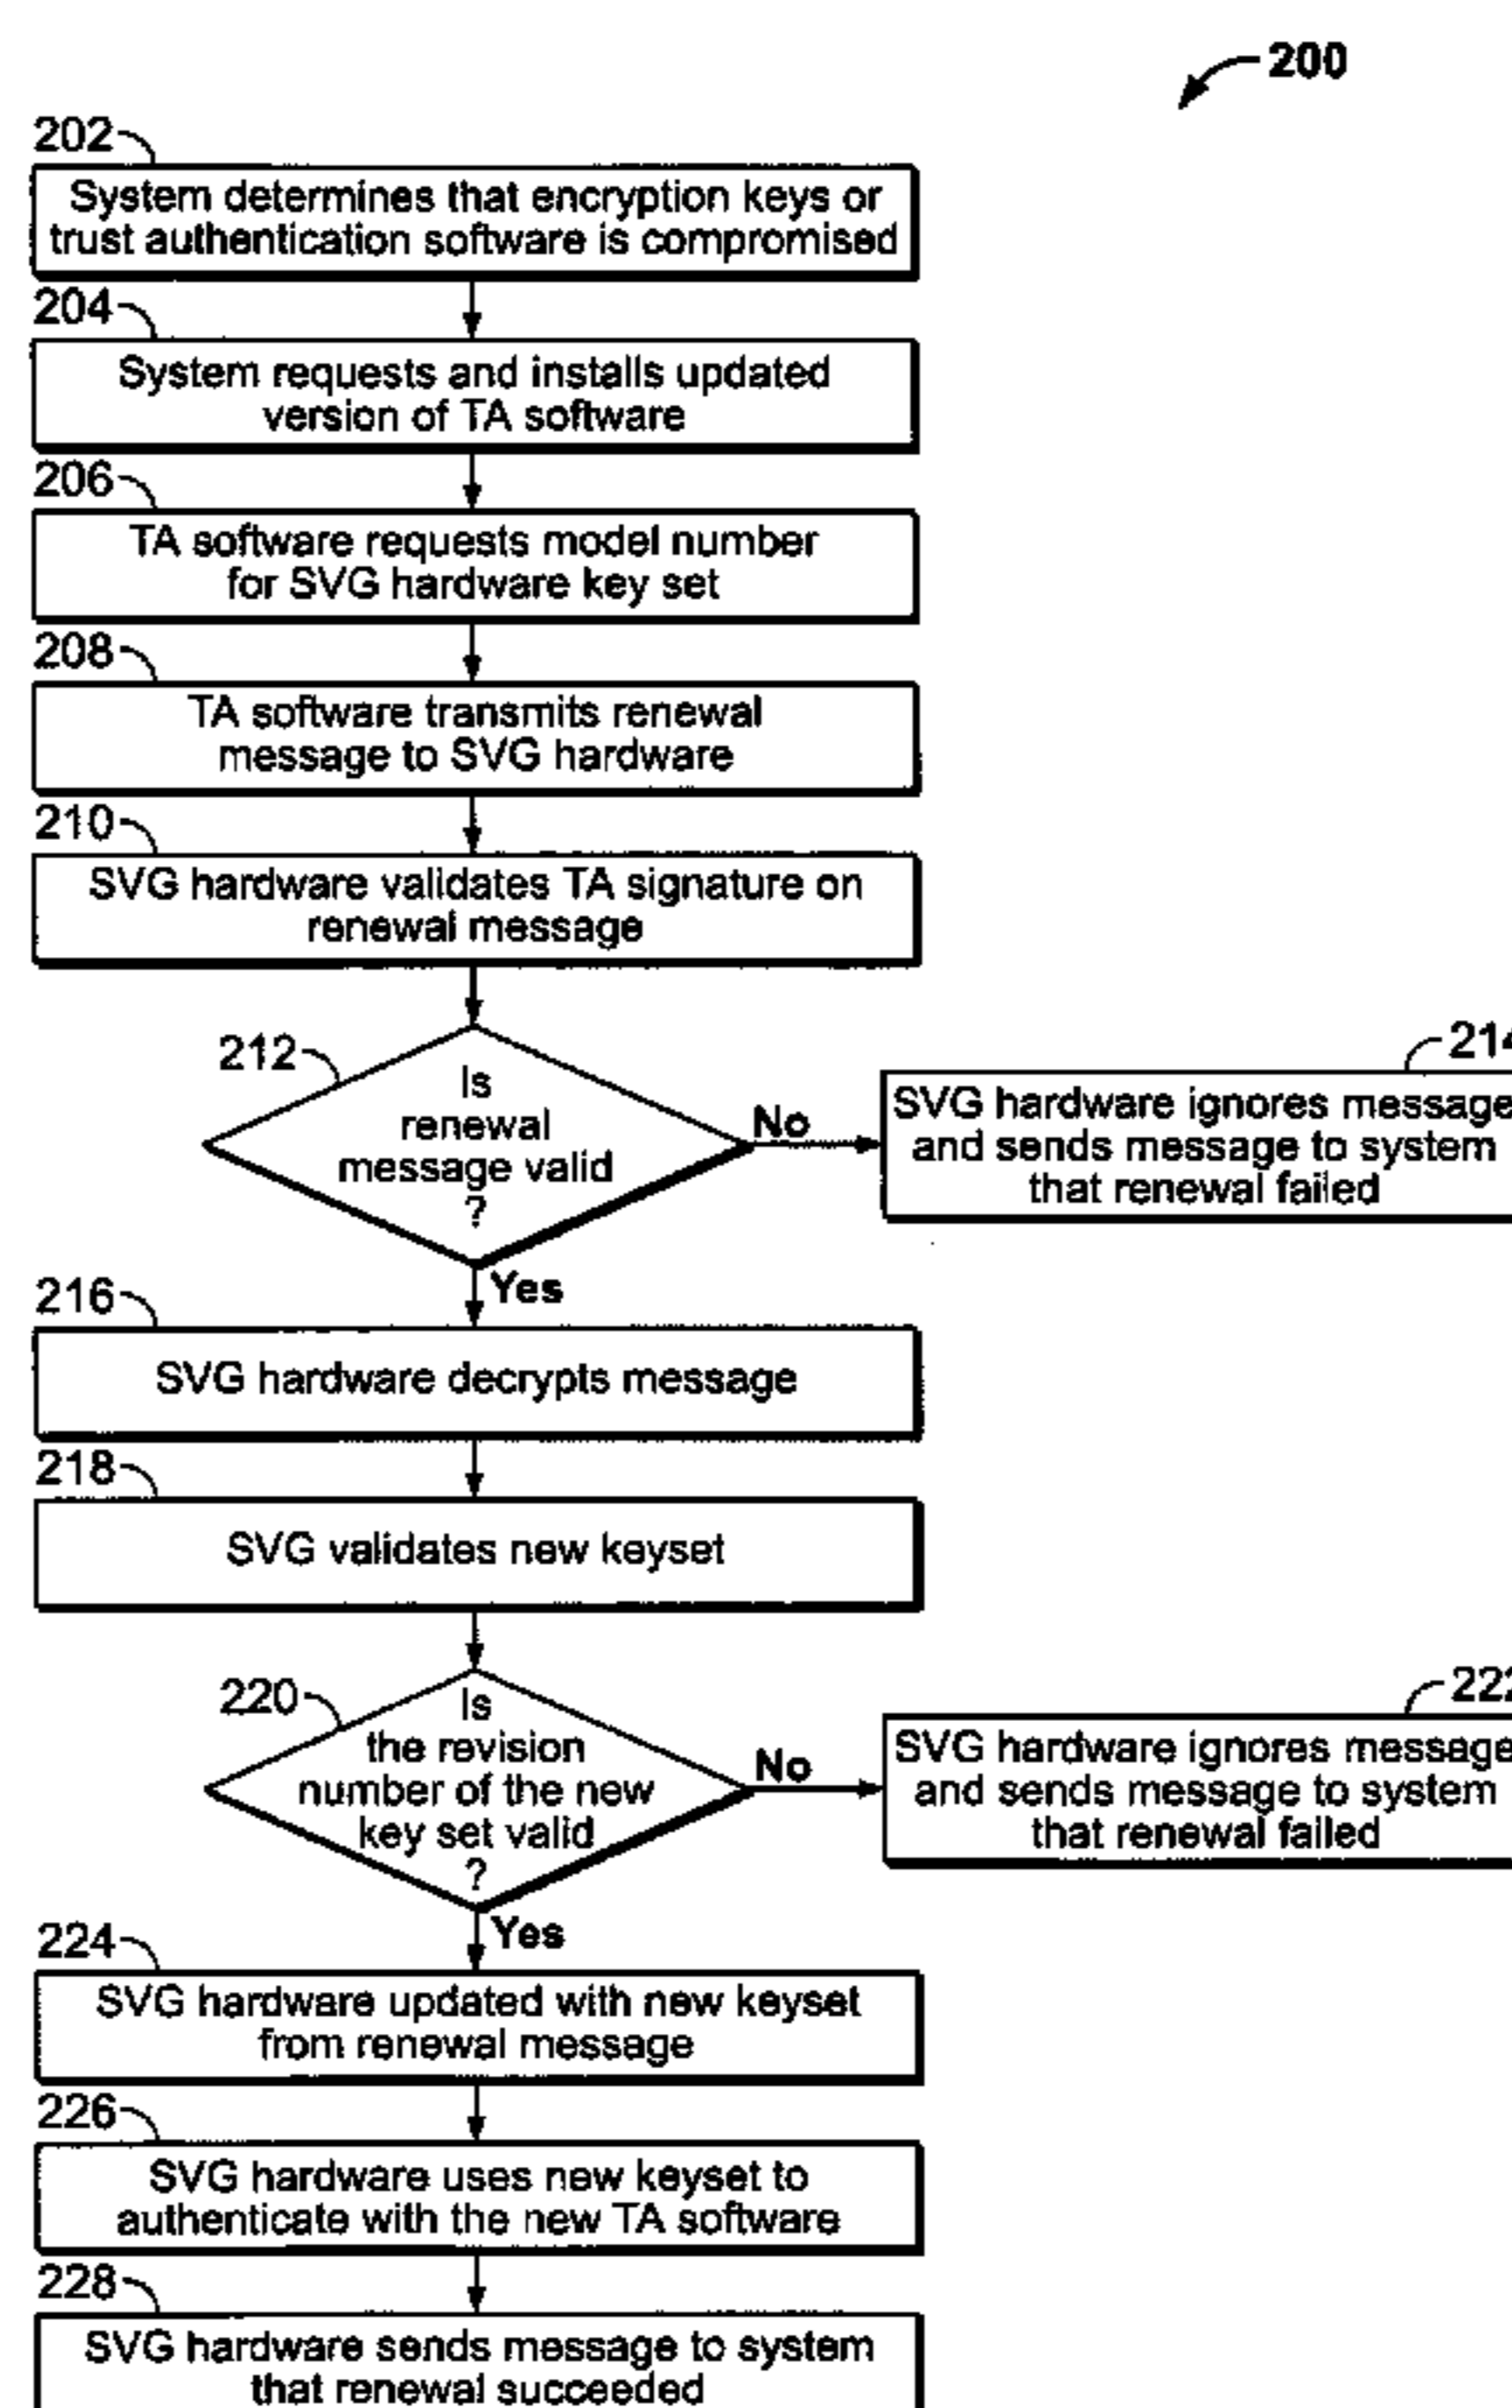 200
202
System determines that encryption keys or
trust authentication software is compromised
204
System requests and installs updated
version of TA software
206
TA software requests model number
for SVG hardware key set
208
TA software transmits renewal
message to SVG hardware
210
SVG hardware validates TA signature on
renewal message
212
Is
renewal
message valid
?
No
214
SVG hardware ignores message
and sends message to system
that renewal failed
Yes
216
SVG hardware decrypts message
218
SVG validates new keyset
220
Is
the revision
number of the new
key set valid
?
No
222
SVG hardware ignores message
and sends message to system
that renewal failed
Yes
224
SVG hardware updated with new keyset
from renewal message
226
SVG hardware uses new keyset to
authenticate with the new TA software
228
SVG hardware sends message to system
that renewal succeeded